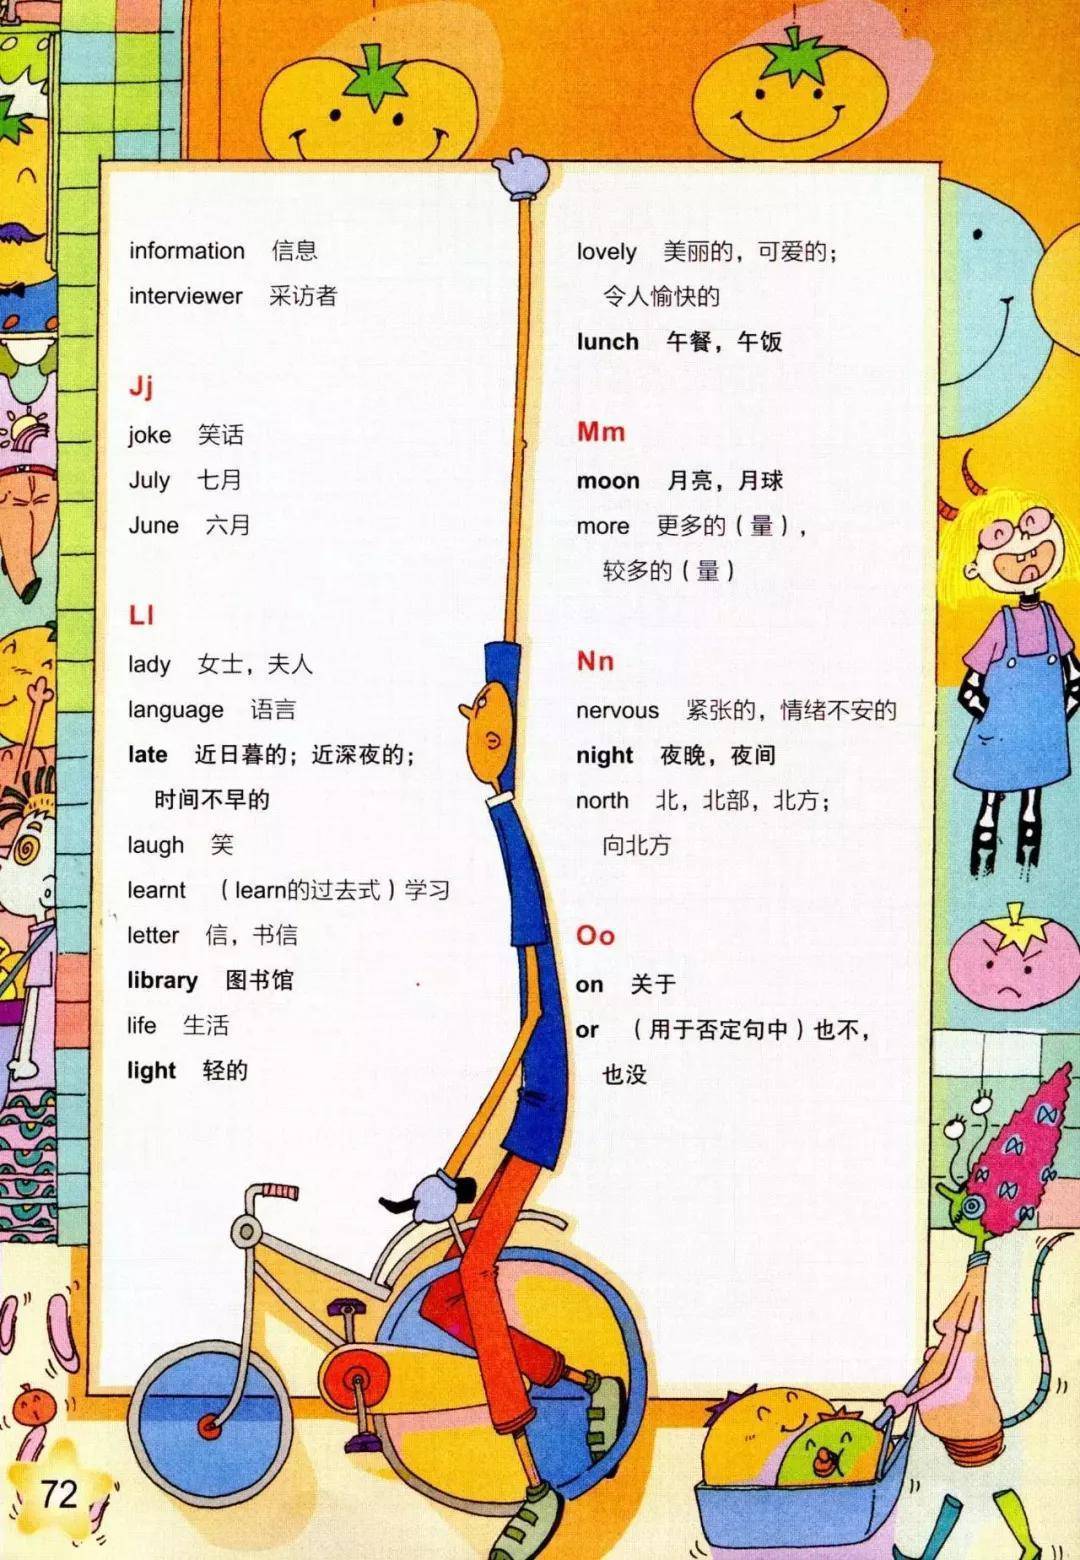 information 信息
interviewer 采访者
Jj
joke 笑话
July 七月
June 六月
Ll
lady 女士，夫人
language 语言
late 近日暮的；近深夜的；
时间不早的
laugh 笑
learnt （learn的过去式）学习
letter 信，书信
library 图书馆
life 生活
light 轻的
lovely 美丽的，可爱的；
令人愉快的
lunch 午餐，午饭
Mm
moon 月亮，月球
more 更多的（量），
较多的（量）
Nn
nervous 紧张的，情绪不安的
night 夜晚，夜间
north 北，北部，北方；
向北方
Oo
on 关于
or （用于否定句中）也不，
也没
72